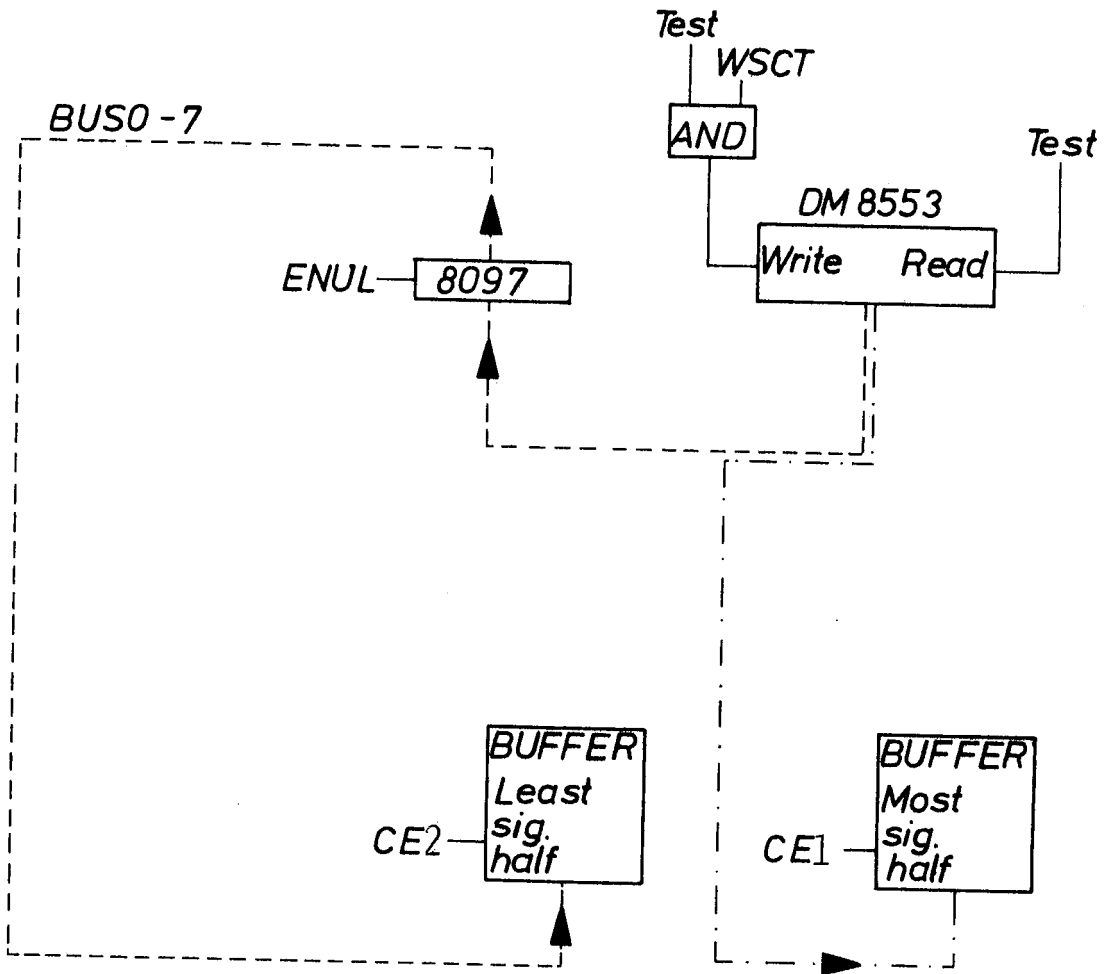 Test
WSCT
BUS0-7
AND
Test
DM 8553
Write Read
ENUL
8097
BUFFER
Least
sig.
half
CE2
BUFFER
Most
sig.
half
CE1